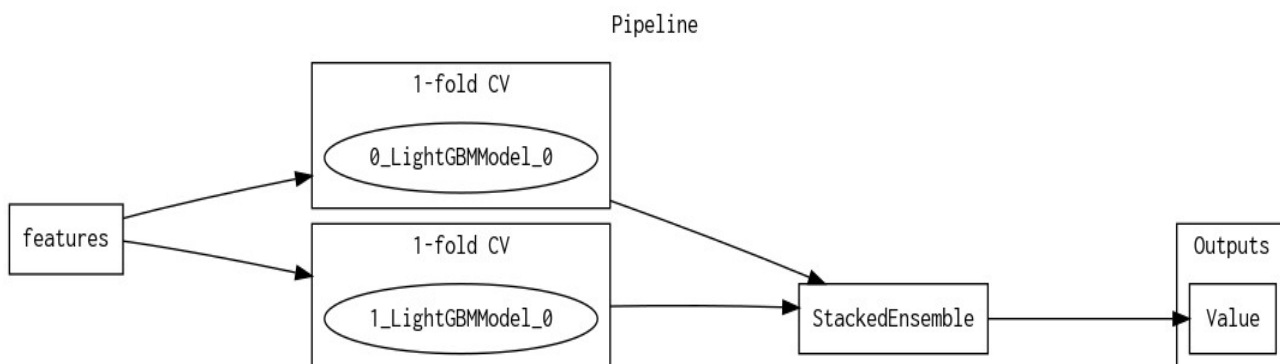 Pipeline
1-fold CV
0_LightGBMModel_0
features
1-fold CV
1_LightGBMModel_0
StackedEnsemble
Outputs
Value